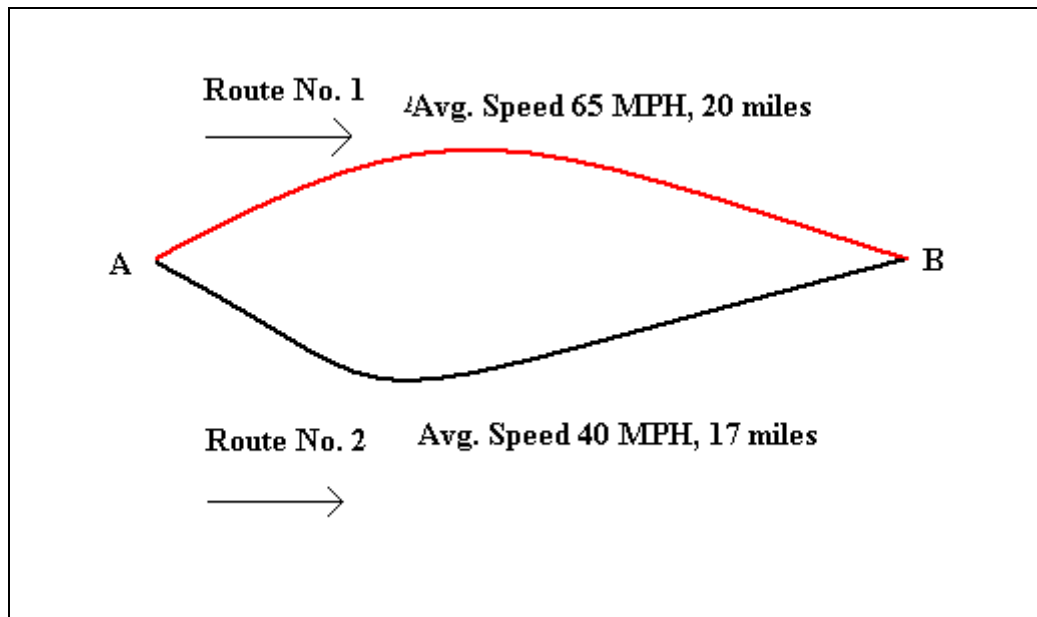 Route No. 1
Avg. Speed 65 MPH, 20 miles
A
B
Route No. 2
Avg. Speed 40 MPH, 17 miles